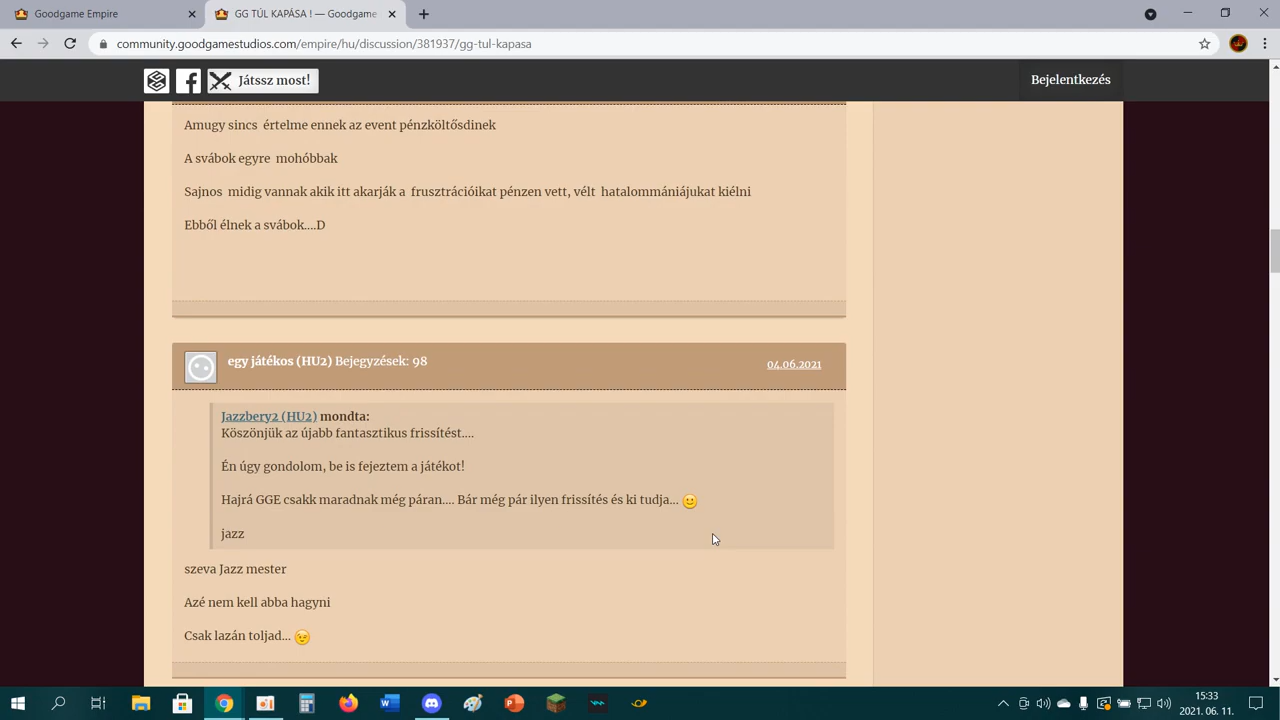 Goodgame Empire
GG TÚL KAPÁSA ! — Goodgame
community.goodgamestudios.com/empire/hu/discussion/381937/gg-tul-kapasa
Játssz most!
Bejelentkezés
Amugy sincs értelme ennek az event pénzköltősdinek
A svábok egyre mohóbbak
Sajnos midig vannak akik itt akarják a frusztrációikat pénzen vett, vélt hatalommániájukat kiélni
Ebből élnek a svábok....D
egy játékos (HU2) Bejegyzések: 98
04.06.2021
Jazzbery2 (HU2) mondta:
Köszönjük az újabb fantasztikus frissítést....
Én úgy gondolom, be is fejeztem a játékot!
Hajrá GGE csakk maradnak még páran.... Bár még pár ilyen frissítés és ki tudja...
jazz
szeva Jazz mester
Azé nem kell abba hagyni
Csak lazán toljad...
15:33
2021. 06. 11.